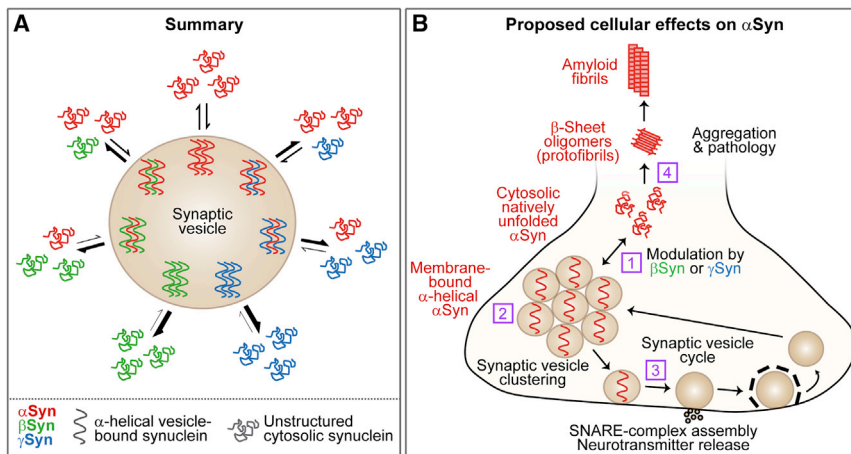 A
Summary
Synaptic
vesicle
αSyn
βSyn
γSyn
α-helical vesicle-
bound synuclein
Unstructured
cytosolic synuclein
B
Proposed cellular effects on αSyn
Amyloid
fibrils
β-Sheet
oligomers
(protofibrils)
Aggregation
& pathology
4
Cytosolic
natively
unfolded
αSyn
1
Modulation by
βSyn or γSyn
Membrane-
bound
α-helical
αSyn
2
Synaptic vesicle
clustering
Synaptic vesicle
cycle
3
SNARE-complex assembly
Neurotransmitter release